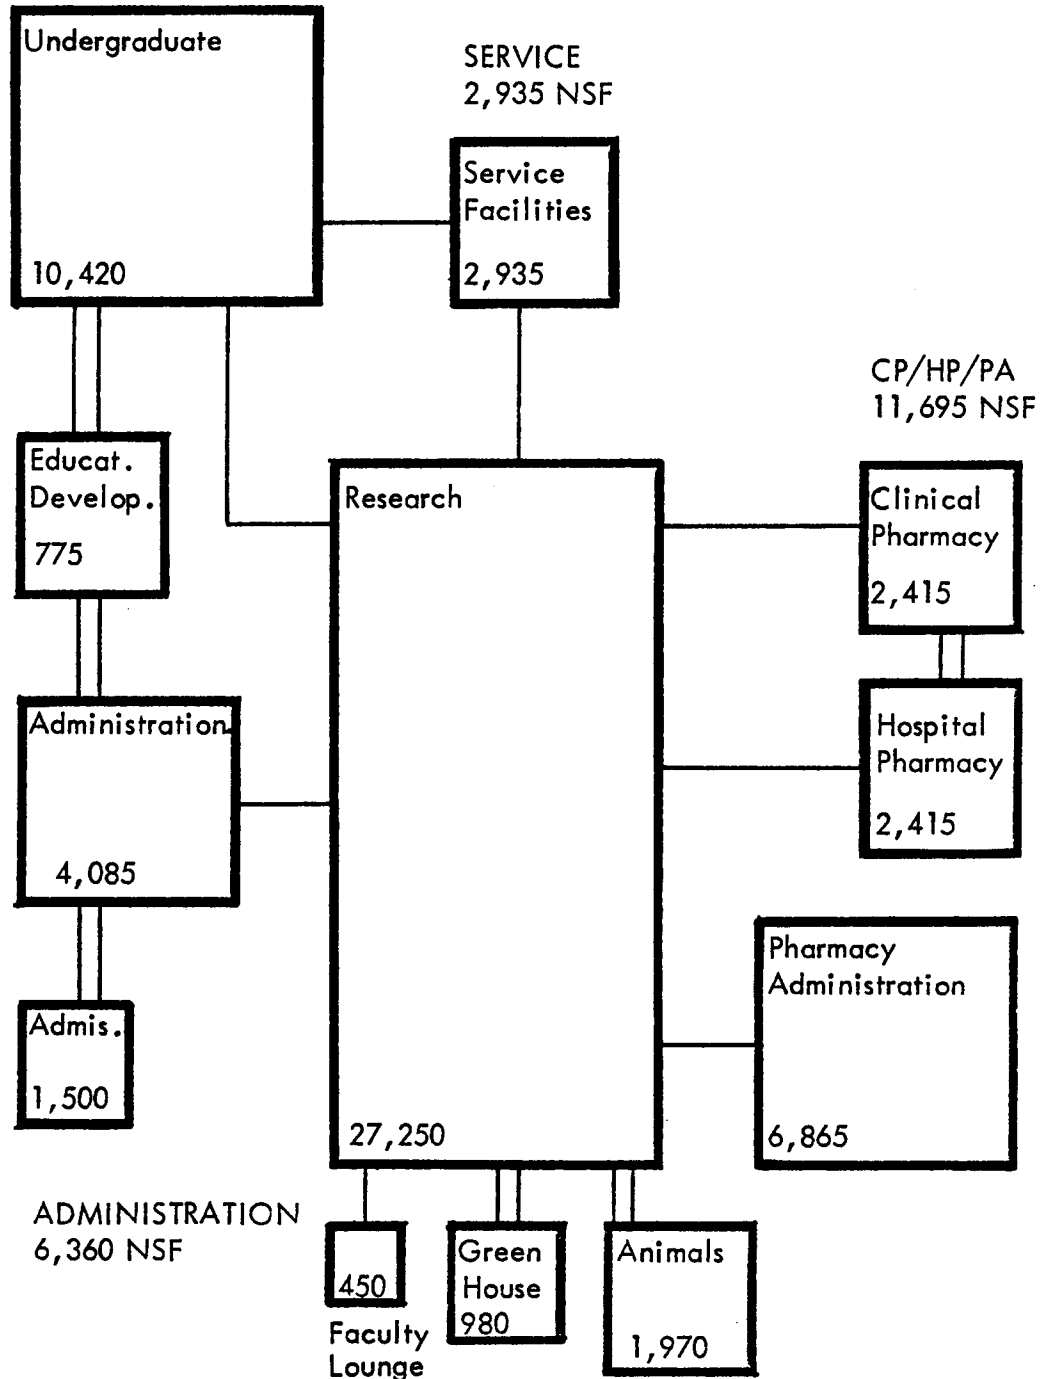 Undergraduate
10,420
SERVICE
2,935 NSF
Service
Facilities
2,935
CP/HP/PA
11,695 NSF
Educat.
Develop.
775
Research
27,250
Clinical
Pharmacy
2,415
Hospital
Pharmacy
2,415
Administration
4,085
Pharmacy
Administration
6,865
Admis.
1,500
ADMINISTRATION
6,360 NSF
450
Faculty
Lounge
Green
House
980
Animals
1,970